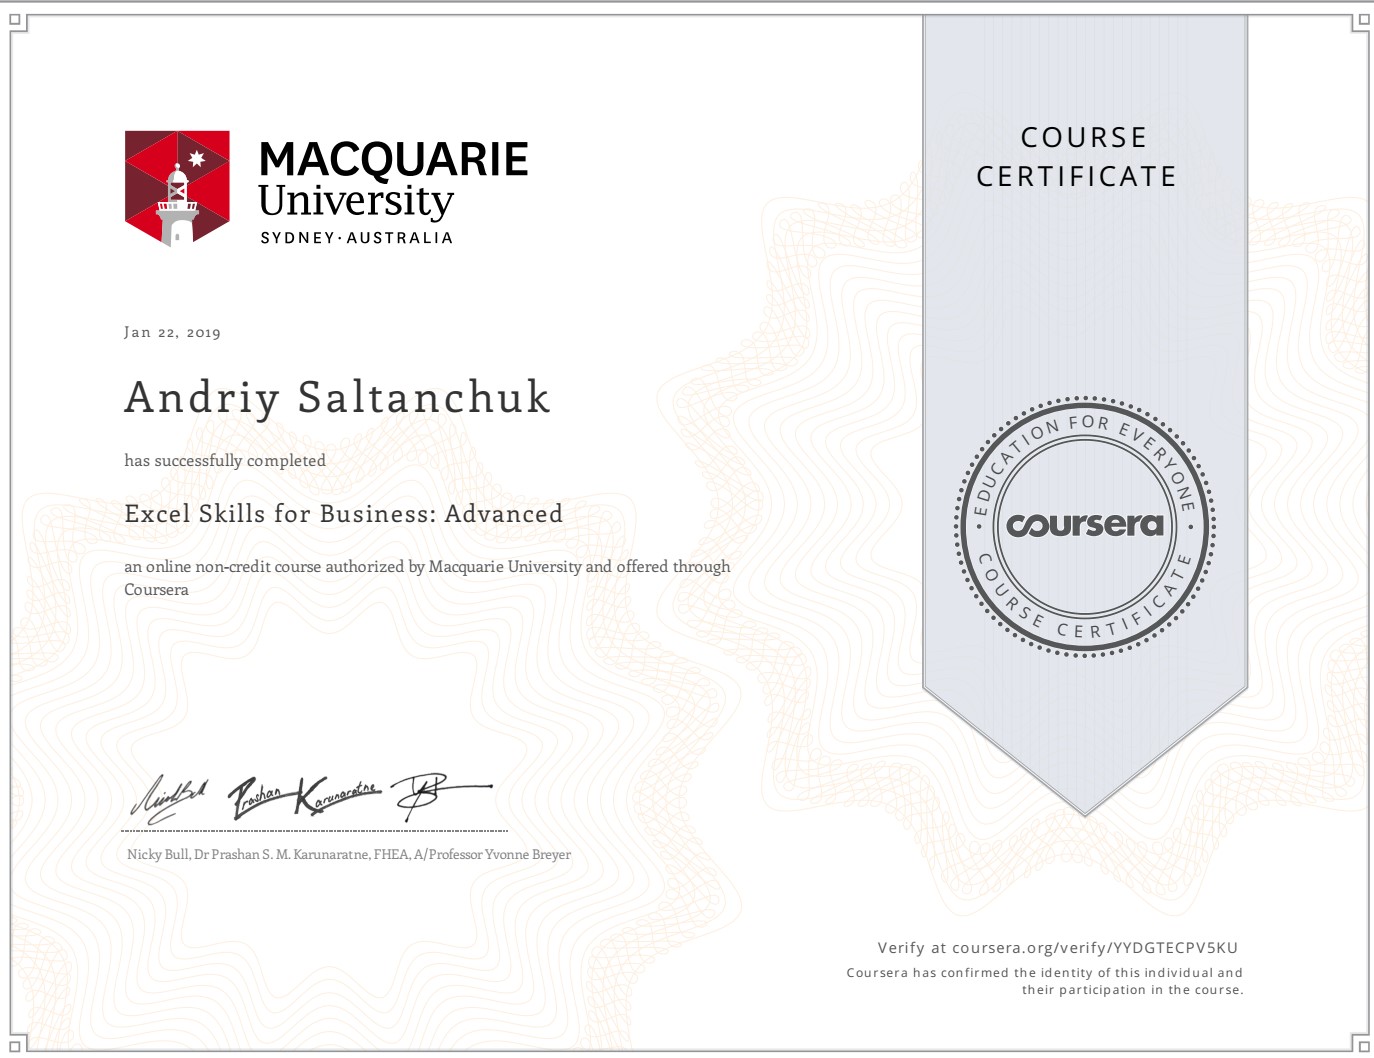 MACQUARIE
University
SYDNEY·AUSTRALIA
COURSE
CERTIFICATE
Jan 22, 2019
Andriy Saltanchuk
has successfully completed
Excel Skills for Business: Advanced
an online non-credit course authorized by Macquarie University and offered through
Coursera
EDUCATION FOR EVERYONE
coursera
COURSE CERTIFICATE
Prashan Karunaratne
Nicky Bull, Dr Prashan S. M. Karunaratne, FHEA, A/Professor Yvonne Breyer
Verify at coursera.org/verify/YYDGTECPV5KU
Coursera has confirmed the identity of this individual and
their participation in the course.